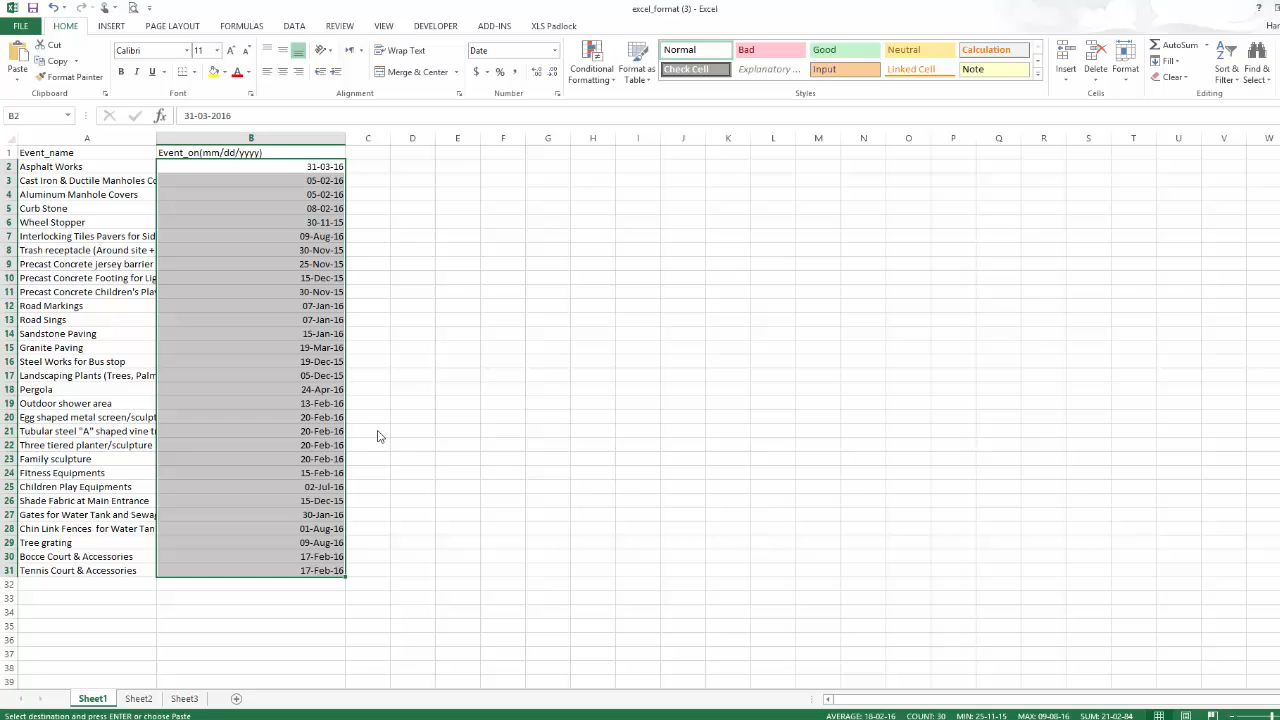 excel_format (3) - Excel
?
FILE HOME INSERT PAGE LAYOUT FORMULAS DATA REVIEW VIEW DEVELOPER ADD-INS XLS Padlock
Paste Cut Copy Format Painter
Clipboard
Calibri 11
B I U A
Font
Wrap
Merge & Center
Alignment
Date
$ % ,
Number
Conditional Formatting Format as Table
Normal Bad Good Neutral Calculation
Check Cell Explanatory ... Input Linked Cell Note
Styles
Insert Delete Format
Cells
AutoSum Fill Clear
Sort & Filter Find & Select
Editing
B2 fx 31-03-2016
A B C D E F G H I J K L M N O P Q R S T U V W
1 Event_name Event_on(mm/dd/yyyy)
2 Asphalt Works 31-03-16
3 Cast Iron & Ductile Manholes Co 05-02-16
4 Aluminum Manhole Covers 05-02-16
5 Curb Stone 08-02-16
6 Wheel Stopper 30-11-15
7 Interlocking Tiles Pavers for Sid 09-Aug-16
8 Trash receptacle (Around site + 30-Nov-15
9 Precast Concrete jersey barrier 25-Nov-15
10 Precast Concrete Footing for Lig 15-Dec-15
11 Precast Concrete Children's Play 30-Nov-15
12 Road Markings 07-Jan-16
13 Road Sings 07-Jan-16
14 Sandstone Paving 15-Jan-16
15 Granite Paving 19-Mar-16
16 Steel Works for Bus stop 19-Dec-15
17 Landscaping Plants (Trees, Palm 05-Dec-15
18 Pergola 24-Apr-16
19 Outdoor shower area 13-Feb-16
20 Egg shaped metal screen/sculpt 20-Feb-16
21 Tubular steel "A" shaped vine tr 20-Feb-16
22 Three tiered planter/sculpture 20-Feb-16
23 Family sculpture 20-Feb-16
24 Fitness Equipments 15-Feb-16
25 Children Play Equipments 02-Jul-16
26 Shade Fabric at Main Entrance 15-Dec-15
27 Gates for Water Tank and Sewag 30-Jan-16
28 Chin Link Fences for Water Tan 01-Aug-16
29 Tree grating 09-Aug-16
30 Bocce Court & Accessories 17-Feb-16
31 Tennis Court & Accessories 17-Feb-16
32
33
34
35
36
37
38
39
Sheet1 Sheet2 Sheet3
Select destination and press ENTER or choose Paste AVERAGE: 18-02-16 COUNT: 30 MIN: 25-11-15 MAX: 09-08-16 SUM: 21-02-84